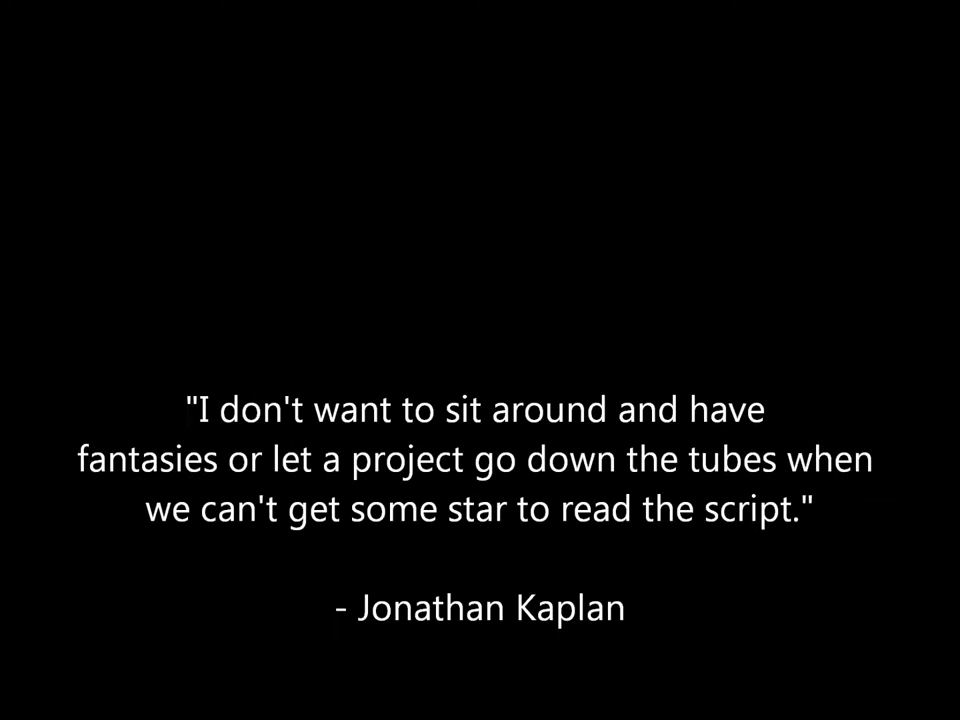 "I don't want to sit around and have
fantasies or let a project go down the tubes when
we can't get some star to read the script."
- Jonathan Kaplan